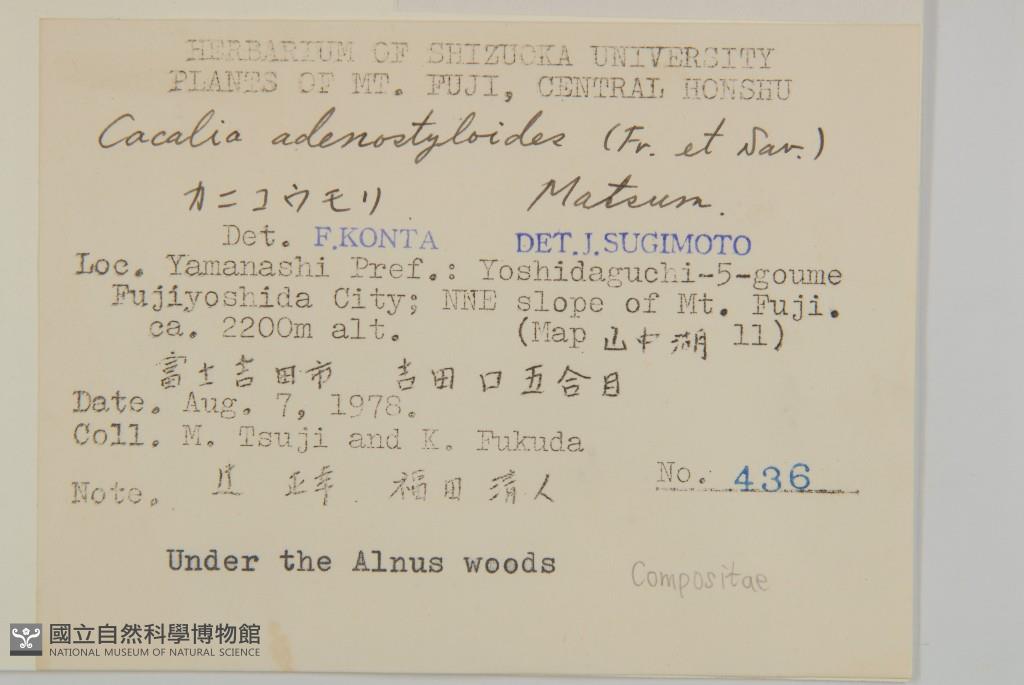 HERBARIUM OF SHIZUOKA UNIVERSITY
PLANTS OF MT. FUJI, CENTRAL HONSHU
Cacalia adenostyloides (Fr. et Sav.)
カニコウモリ Matsum.
Det. F.KONTA DET.J.SUGIMOTO
Loc. Yamanashi Pref.: Yoshidaguchi-5-goume
Fujiyoshida City; NNE slope of Mt. Fuji.
ca. 2200m alt. (Map 山中湖 11)
富士吉田市 吉田口五合目
Date. Aug. 7, 1978.
Coll. M. Tsuji and K. Fukuda
Note. 正幸 福田清人 No. 436
Under the Alnus woods
Compositae
國立自然科學博物館
NATIONAL MUSEUM OF NATURAL SCIENCE